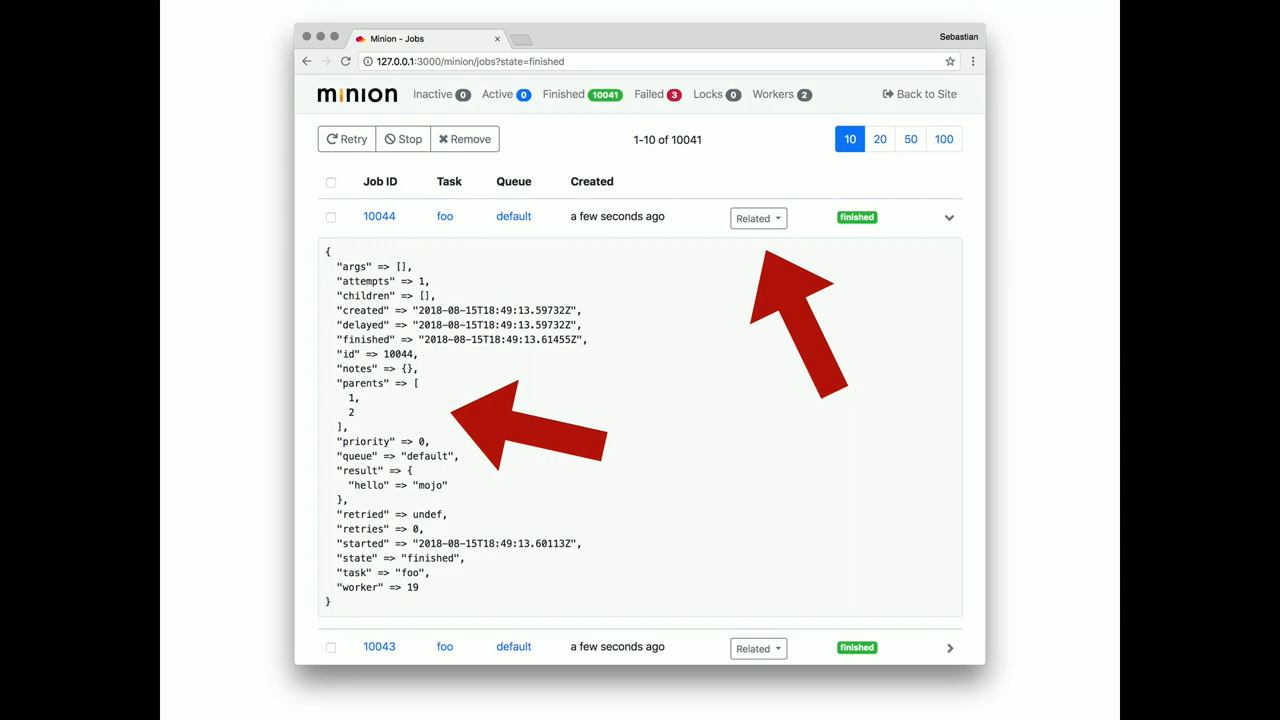 Minion - Jobs
Sebastian
127.0.0.1:3000/minion/jobs?state=finished
minion Inactive 0 Active 0 Finished 10041 Failed 3 Locks 0 Workers 2 Back to Site
Retry Stop Remove 1-10 of 10041 10 20 50 100
Job ID Task Queue Created
10044 foo default a few seconds ago Related finished
{
"args" => [],
"attempts" => 1,
"children" => [],
"created" => "2018-08-15T18:49:13.59732Z",
"delayed" => "2018-08-15T18:49:13.59732Z",
"finished" => "2018-08-15T18:49:13.61455Z",
"id" => 10044,
"notes" => {},
"parents" => [
1,
2
],
"priority" => 0,
"queue" => "default",
"result" => {
"hello" => "mojo"
},
"retried" => undef,
"retries" => 0,
"started" => "2018-08-15T18:49:13.60113Z",
"state" => "finished",
"task" => "foo",
"worker" => 19
}
10043 foo default a few seconds ago Related finished